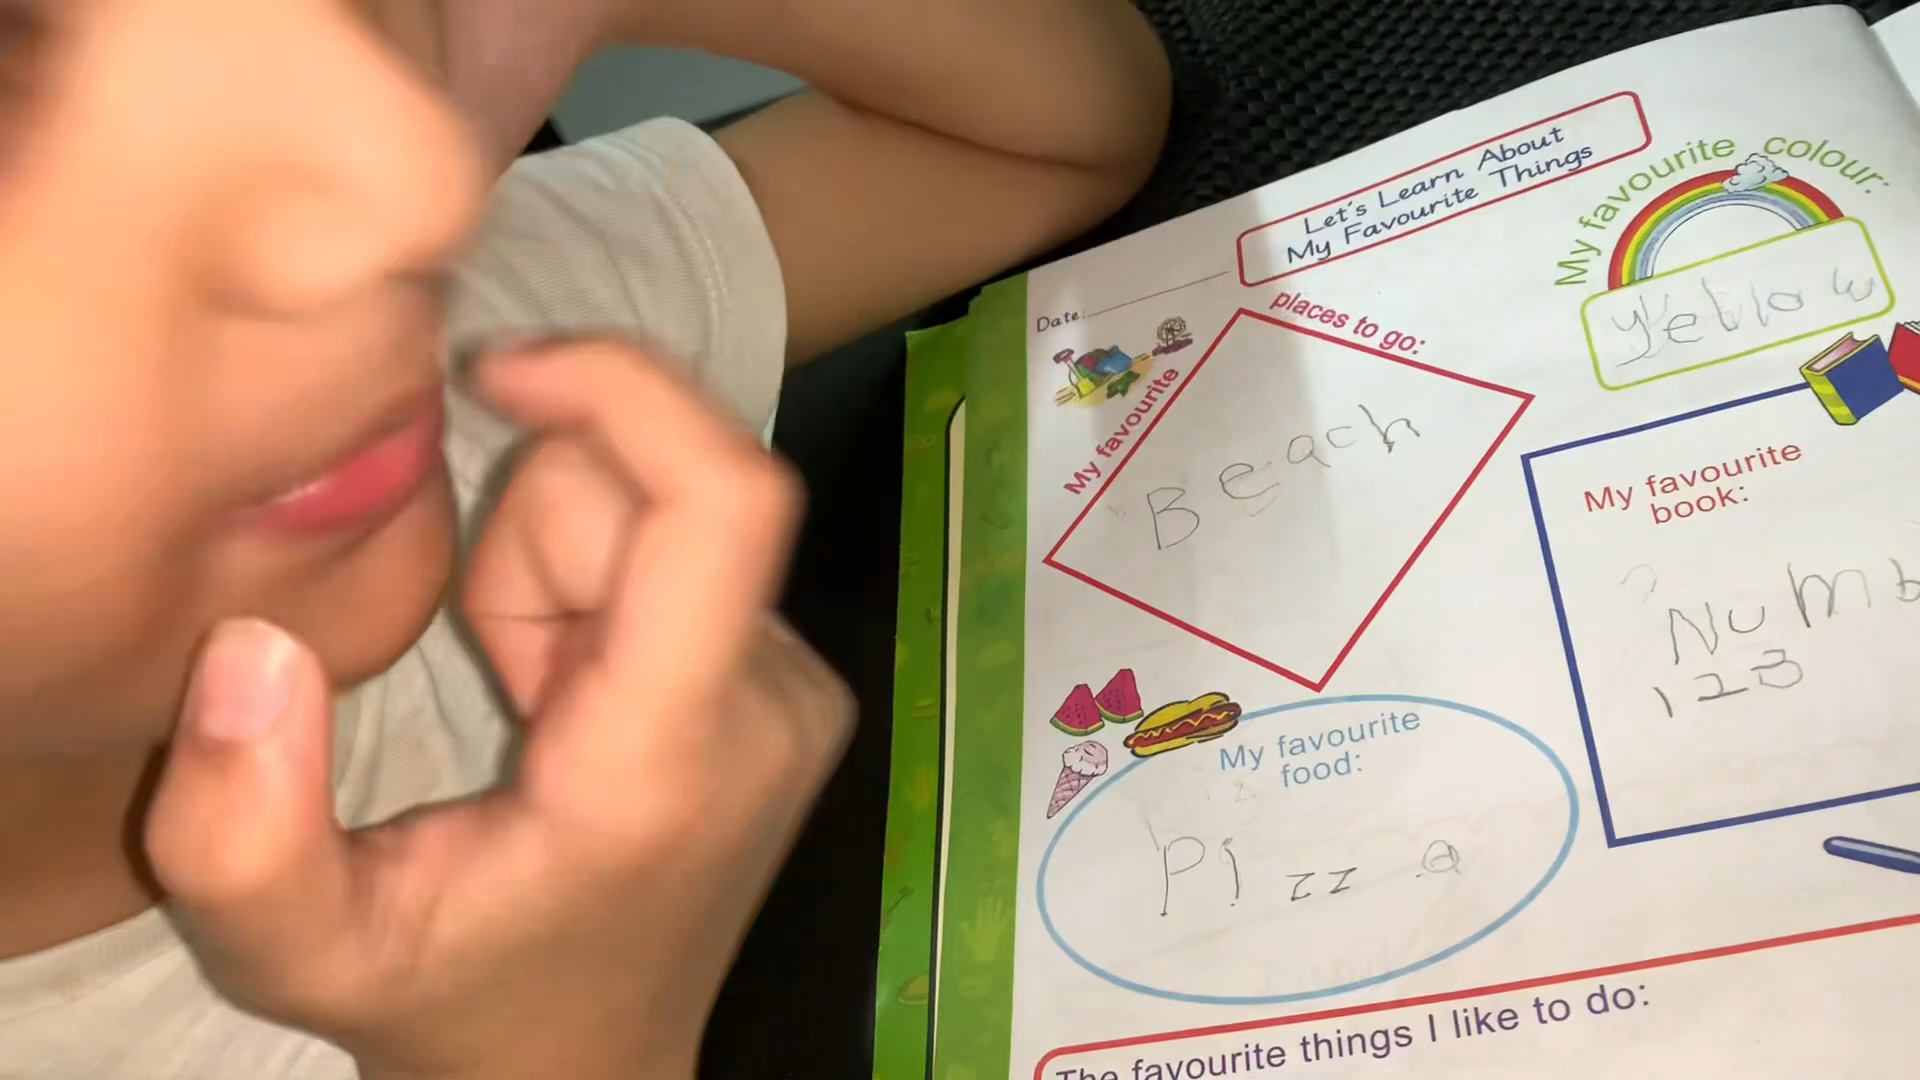 Let's Learn About
My Favourite Things
Date:
My favourite colour:
Yellow
My favourite places to go:
Beach
My favourite
book:
Numb
123
My favourite
food:
Pizza
The favourite things I like to do: